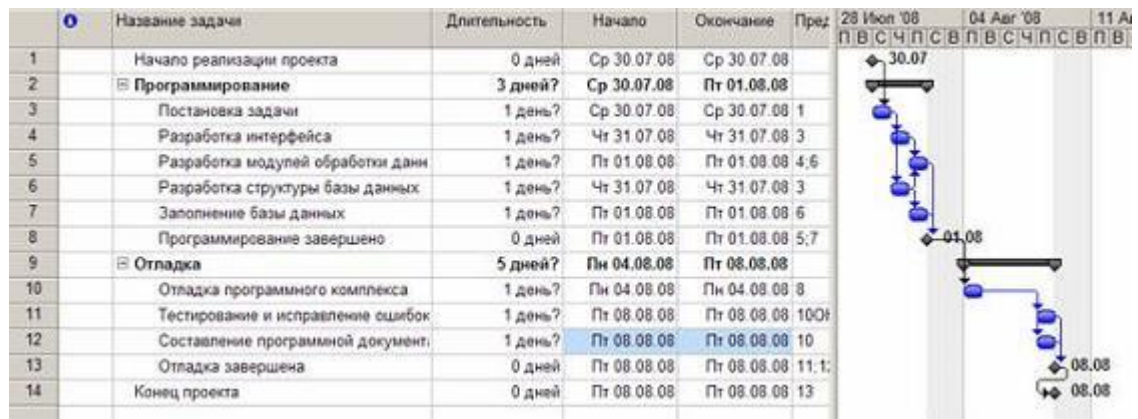 Название задачи Длительность Начало Окончание Пред 28 Июл '08 04 Авг '08 11 А
П В С Ч П С В П В С Ч П С В П В
1 Начало реализации проекта 0 дней Ср 30.07.08 Ср 30.07.08 30.07
2 Программирование 3 дней? Ср 30.07.08 Пт 01.08.08
3 Постановка задачи 1 день? Ср 30.07.08 Ср 30.07.08 1
4 Разработка интерфейса 1 день? Чт 31.07.08 Чт 31.07.08 3
5 Разработка модулей обработки данн 1 день? Пт 01.08.08 Пт 01.08.08 4;6
6 Разработка структуры базы данных 1 день? Чт 31.07.08 Чт 31.07.08 3
7 Заполнение базы данных 1 день? Пт 01.08.08 Пт 01.08.08 6
8 Программирование завершено 0 дней Пт 01.08.08 Пт 01.08.08 5;7 01.08
9 Отладка 5 дней? Пн 04.08.08 Пт 08.08.08
10 Отладка программного комплекса 1 день? Пн 04.08.08 Пн 04.08.08 8
11 Тестирование и исправление ошибок 1 день? Пт 08.08.08 Пт 08.08.08 10ОН
12 Составление программной документа 1 день? Пт 08.08.08 Пт 08.08.08 10
13 Отладка завершена 0 дней Пт 08.08.08 Пт 08.08.08 11;12 08.08
14 Конец проекта 0 дней Пт 08.08.08 Пт 08.08.08 13 08.08